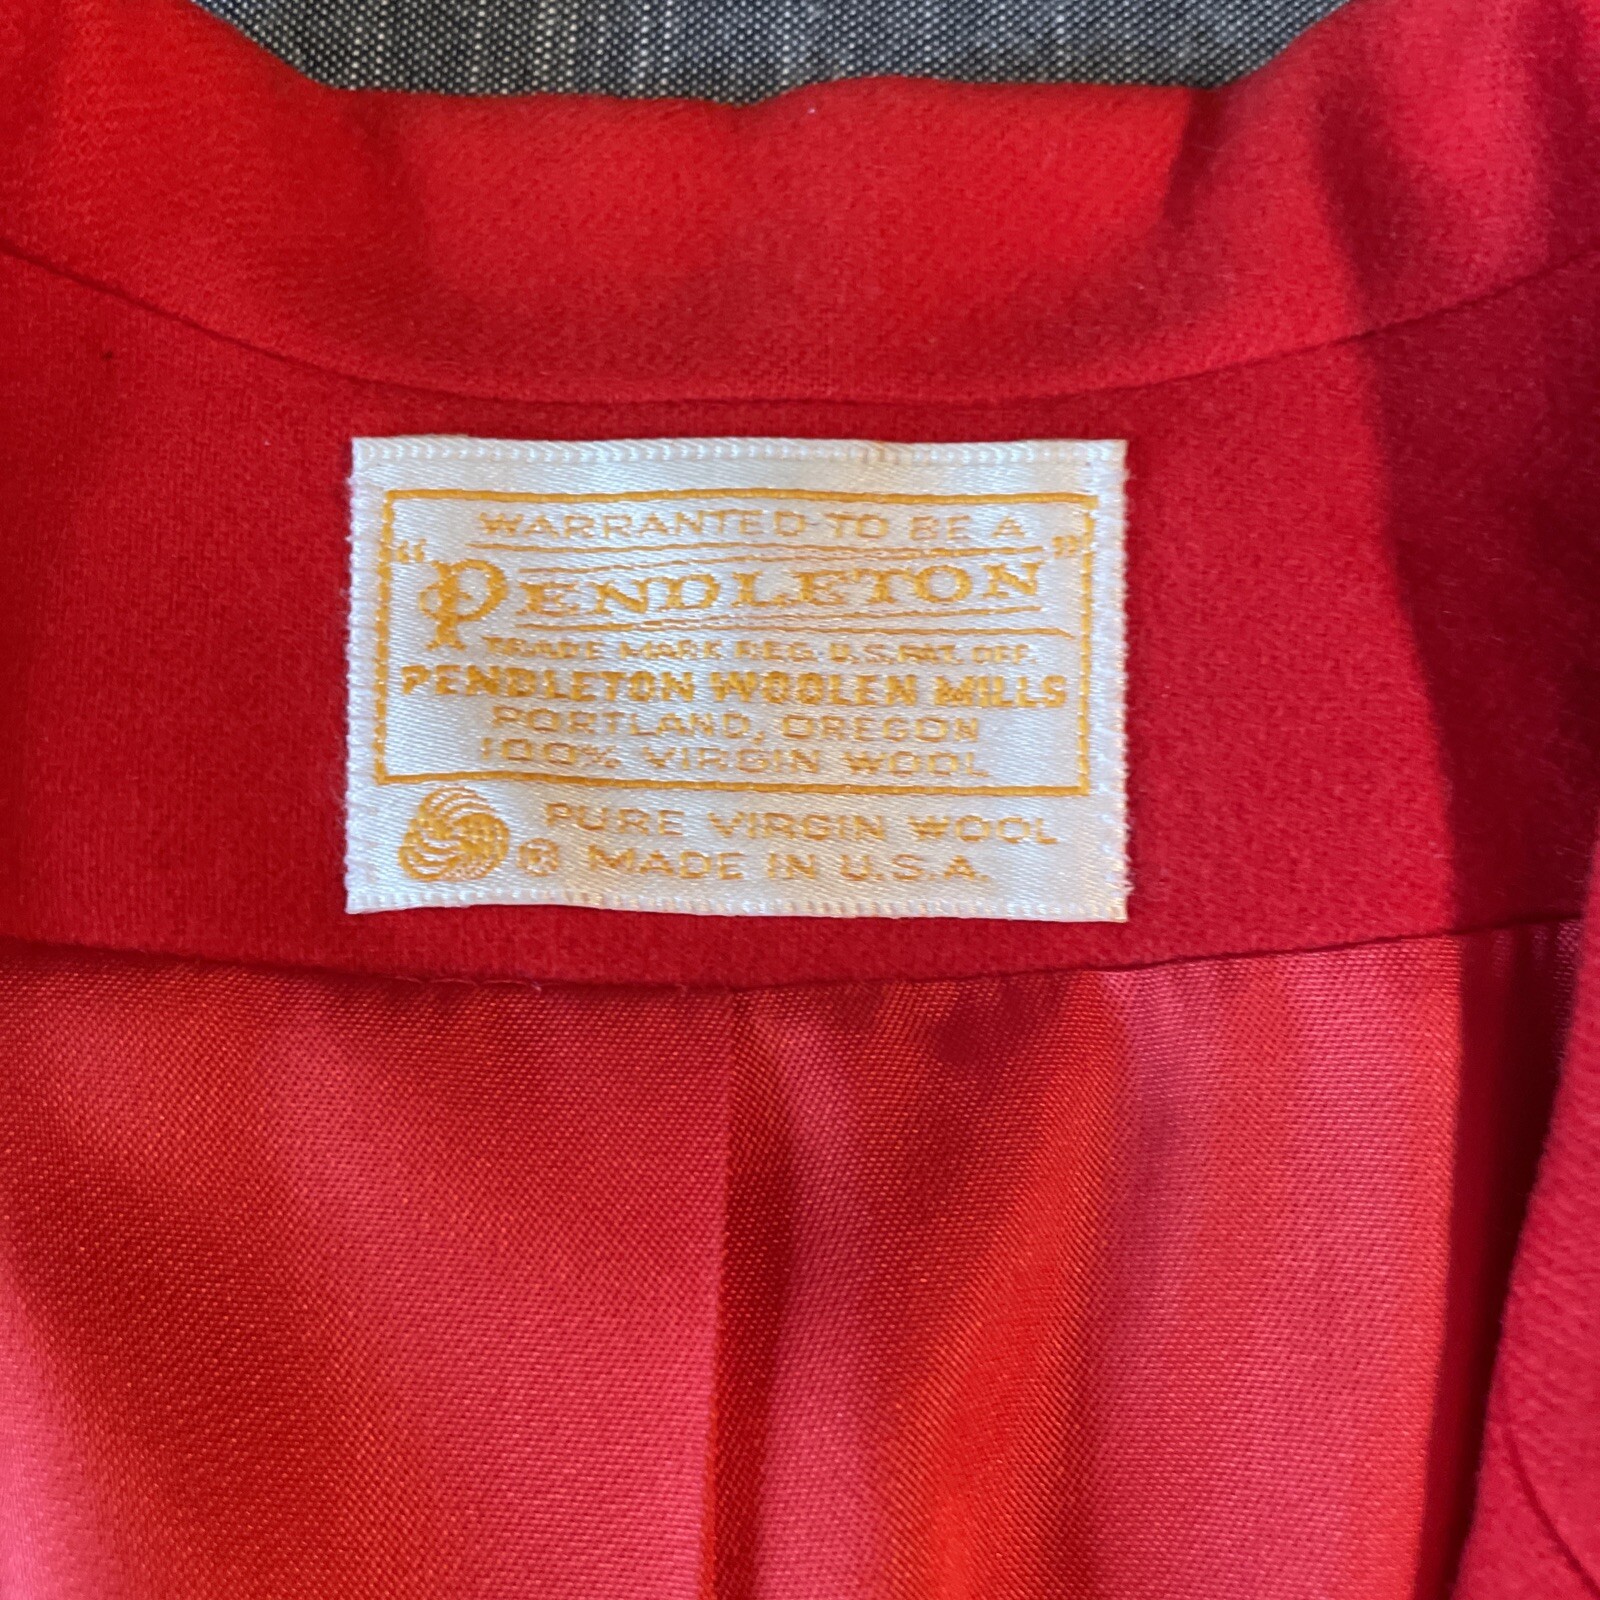 WARRANTED TO BE A
"PENDLETON"
TRADE MARK REG. U.S. PAT. OFF.
PENDLETON WOOLEN MILLS
PORTLAND, OREGON
100% VIRGIN WOOL
PURE VIRGIN WOOL
® MADE IN U.S.A.